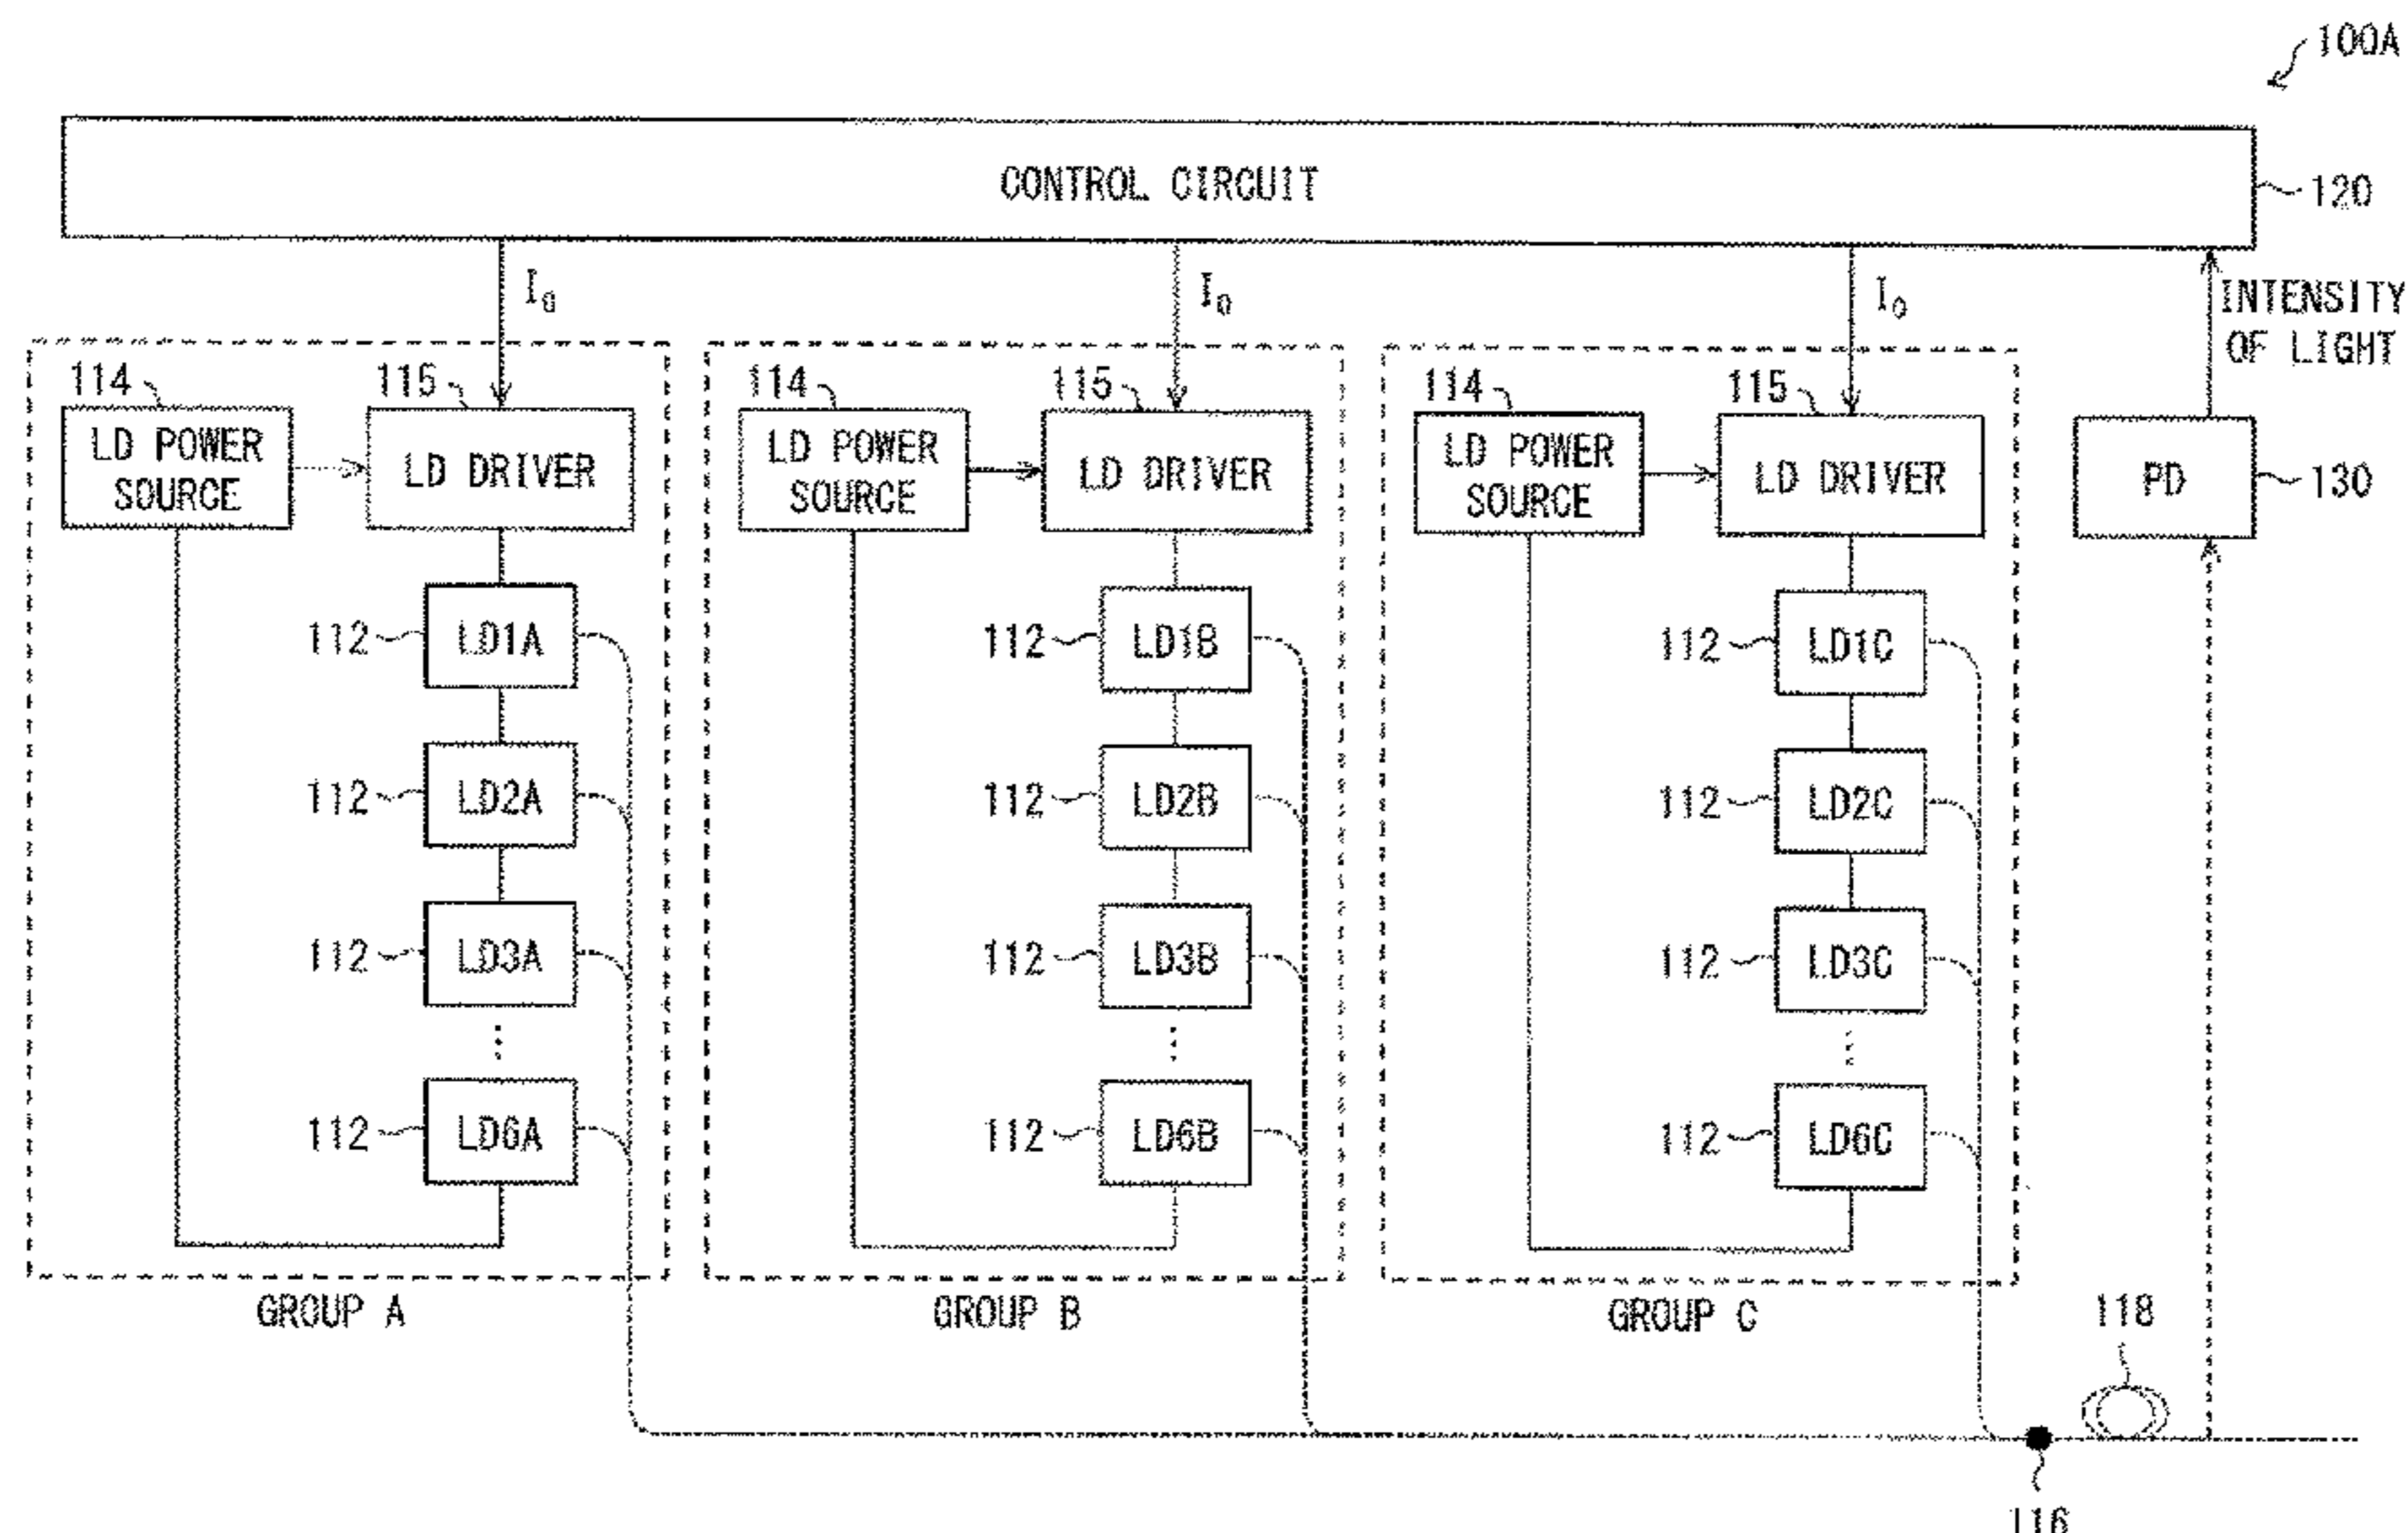 100A
CONTROL CIRCUIT
120
I0
I0
I0
INTENSITY
OF LIGHT
114
115
114
115
114
115
LD POWER
SOURCE
LD DRIVER
LD POWER
SOURCE
LD DRIVER
LD POWER
SOURCE
LD DRIVER
PD
130
112
LD1A
112
LD1B
112
LD1C
112
LD2A
112
LD2B
112
LD2C
112
LD3A
112
LD3B
112
LD3C
112
LD6A
112
LD6B
112
LD6C
GROUP A
GROUP B
GROUP C
118
116